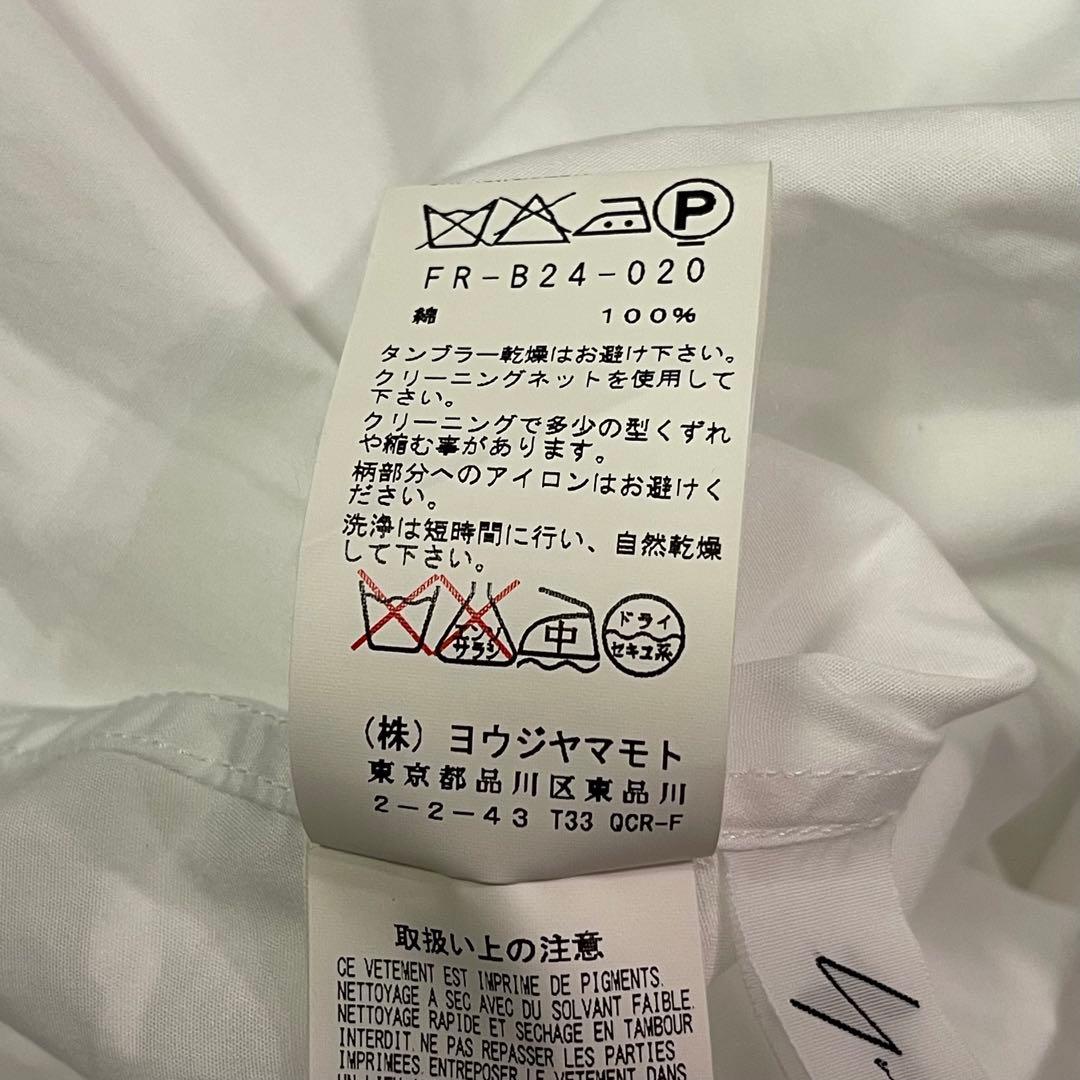 P
FR-B24-020
綿 100%
タンブラー乾燥はお避け下さい。
クリーニングネットを使用して
下さい。
クリーニングで多少の型くずれ
や縮む事があります。
柄部分へのアイロンはお避けく
ださい。
洗浄は短時間に行い、自然乾燥
して下さい。
エンソ
サラシ
中
ドライ
セキユ系
(株) ヨウジヤマモト
東京都品川区東品川
2-2-43 T33 QCR-F
取扱い上の注意
CE VETEMENT EST IMPRIME DE PIGMENTS.
NETTOYAGE A SEC AVEC DU SOLVANT FAIBLE.
NETTOYAGE RAPIDE ET SECHAGE EN TAMBOUR
INTERDIT. NE PAS REPASSER LES PARTIES
IMPRIMEES. ENTREPOSER LE VETEMENT DANS